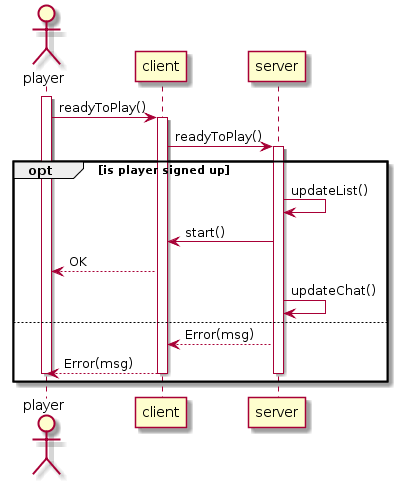 player
client
server
readyToPlay()
readyToPlay()
opt
[is player signed up]
updateList()
start()
OK
updateChat()
Error(msg)
Error(msg)
player
client
server